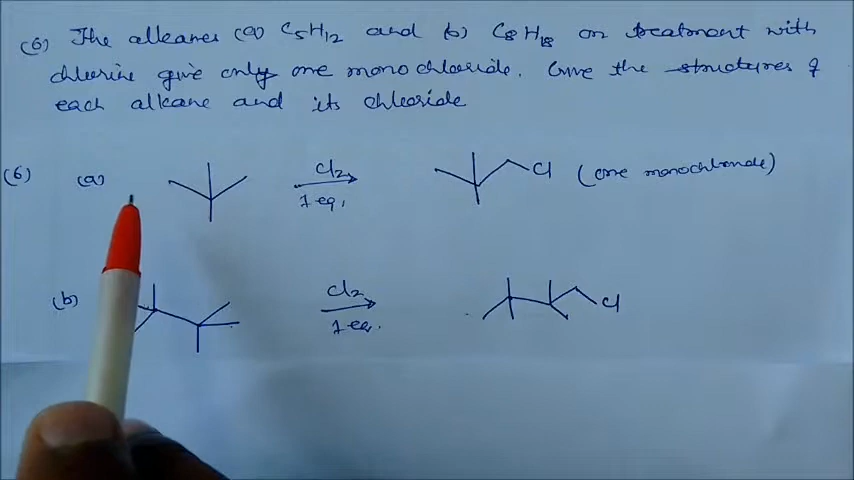 (6) The alkanes (a) C5H12 and (b) C8H18 on treatment with
chlorine give only one monochloride. Give the structures of
each alkane and its chloride
(6) (a) Cl2 1 eq. Cl (one monochloride)
(b) Cl2 1 eq. Cl